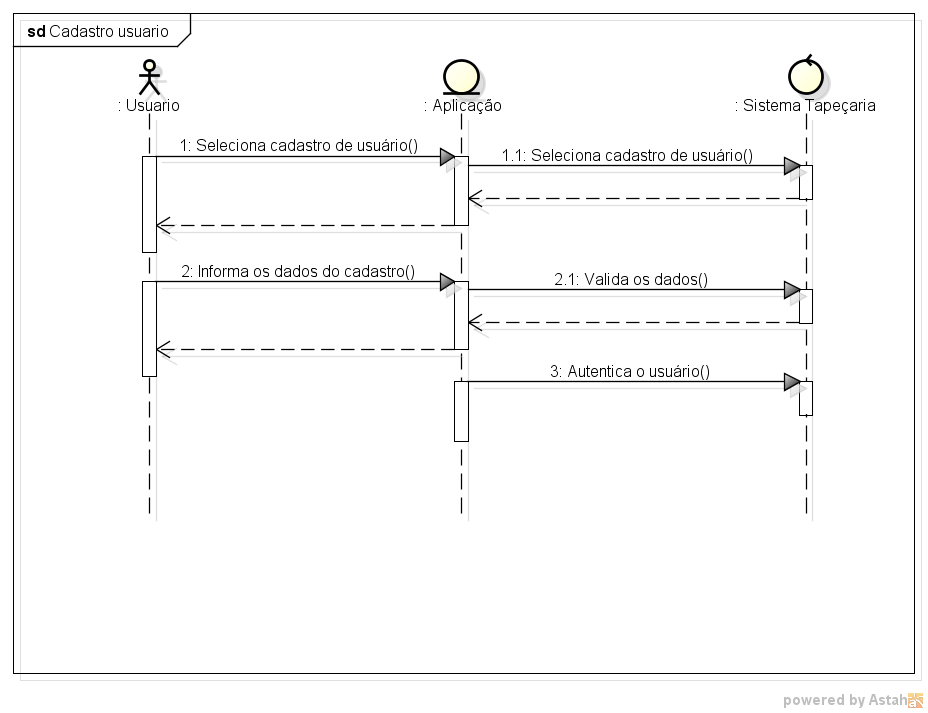 sd Cadastro usuario
: Usuario
: Aplicação
: Sistema Tapeçaria
1: Seleciona cadastro de usuário()
1.1: Seleciona cadastro de usuário()
2: Informa os dados do cadastro()
2.1: Valida os dados()
3: Autentica o usuário()
powered by Astah